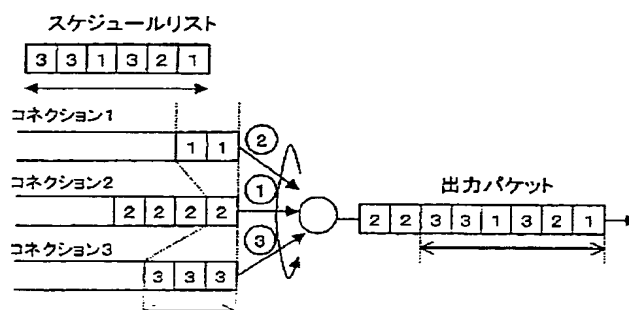 スケジュールリスト
3 3 1 3 2 1
コネクション1
1 1 ②
コネクション2
2 2 2 2 ①
コネクション3
3 3 3 ③
出力パケット
2 2 3 3 1 3 2 1